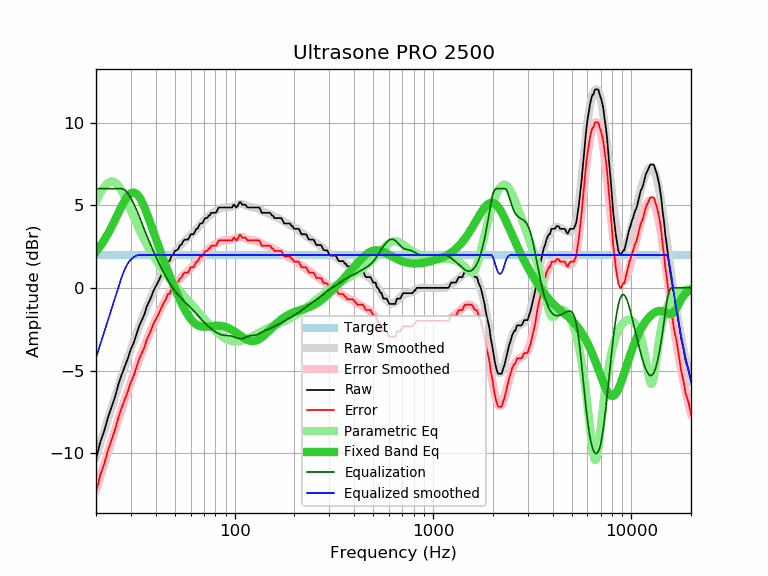 Ultrasone PRO 2500
Amplitude (dBr)
10
5
0
−5
−10
Target
Raw Smoothed
Error Smoothed
Raw
Error
Parametric Eq
Fixed Band Eq
Equalization
Equalized smoothed
100
1000
10000
Frequency (Hz)